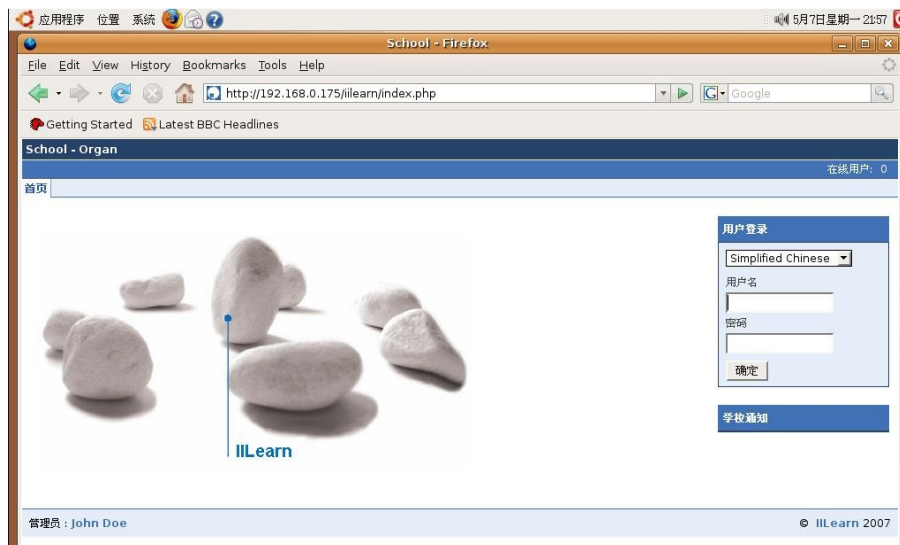 应用程序 位置 系统 5月7日星期一 21:57
School - Firefox
File Edit View History Bookmarks Tools Help
http://192.168.0.175/iilearn/index.php G Google
Getting Started Latest BBC Headlines
School - Organ
在线用户: 0
首页
用户登录
Simplified Chinese
用户名
密码
确定
学校通知
IILearn
管理员 : John Doe © IILearn 2007